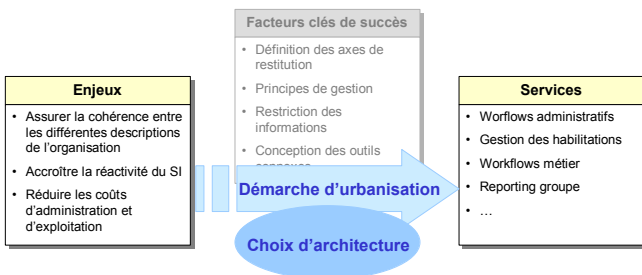 Facteurs clés de succès
• Définition des axes de
restitution
• Principes de gestion
• Restriction des
informations
• Conception des outils
Enjeux
• Assurer la cohérence entre
les différentes descriptions
de l'organisation
• Accroître la réactivité du SI
• Réduire les coûts
d'administration et
d'exploitation
Démarche d'urbanisation
Choix d'architecture
Services
• Worflows administratifs
• Gestion des habilitations
• Workflows métier
• Reporting groupe
• …